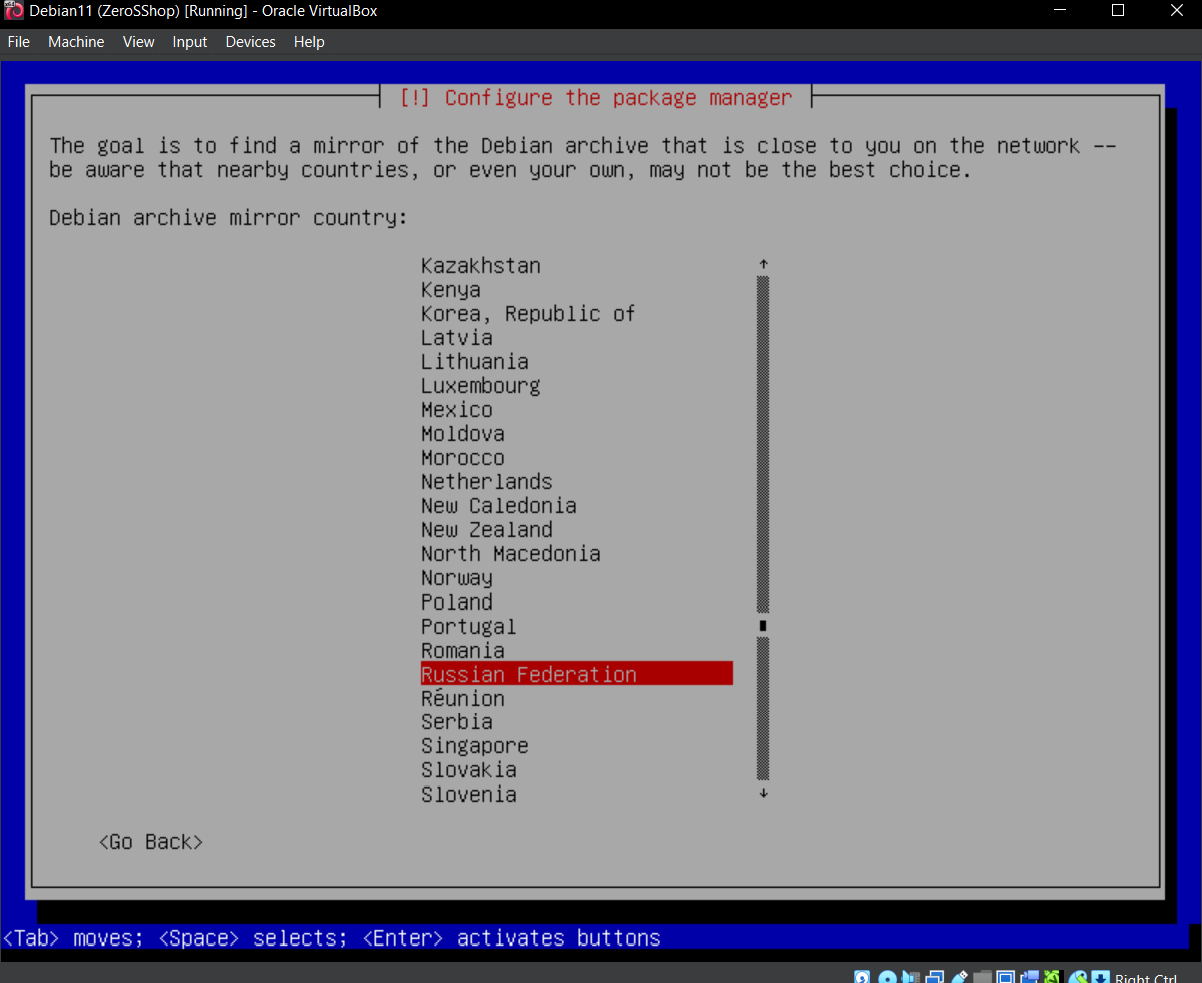 Debian11 (ZeroSShop) [Running] - Oracle VirtualBox
File Machine View Input Devices Help
[!] Configure the package manager
The goal is to find a mirror of the Debian archive that is close to you on the network --
be aware that nearby countries, or even your own, may not be the best choice.
Debian archive mirror country:
Kazakhstan
Kenya
Korea, Republic of
Latvia
Lithuania
Luxembourg
Mexico
Moldova
Morocco
Netherlands
New Caledonia
New Zealand
North Macedonia
Norway
Poland
Portugal
Romania
Russian Federation
Réunion
Serbia
Singapore
Slovakia
Slovenia
<Go Back>
<Tab> moves; <Space> selects; <Enter> activates buttons
Right Ctrl